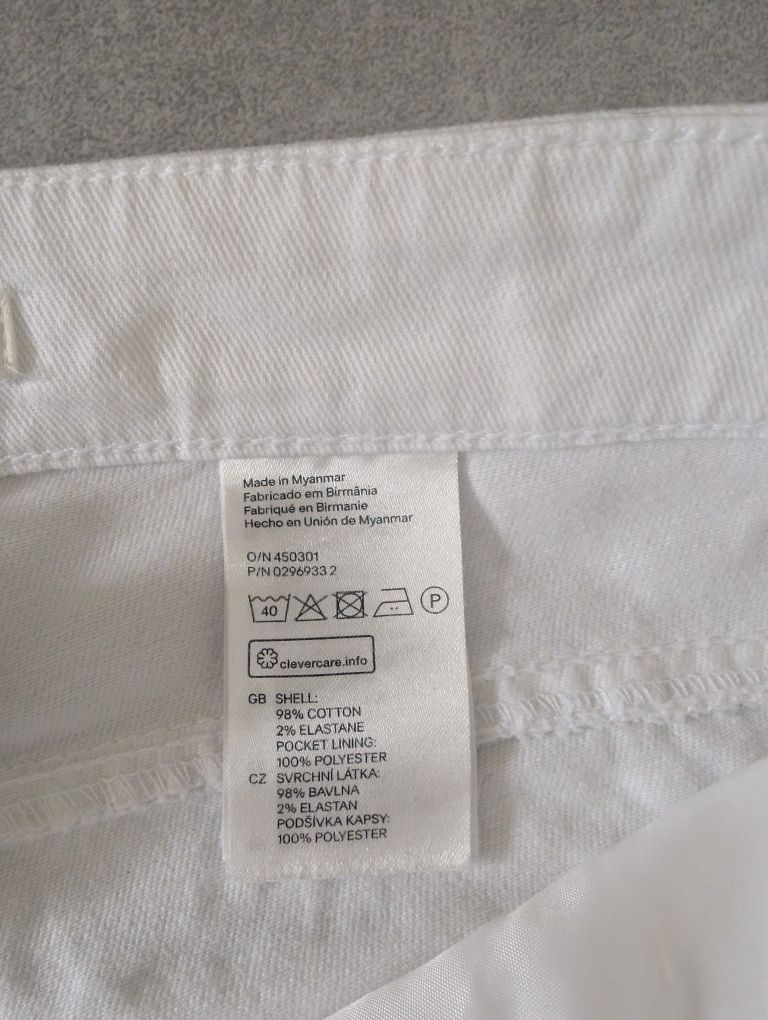 Made in Myanmar
Fabricado em Birmânia
Fabriqué en Birmanie
Hecho en Unión de Myanmar
O/N 450301
P/N 0296933 2
40 P
clevercare.info
GB SHELL:
98% COTTON
2% ELASTANE
POCKET LINING:
100% POLYESTER
CZ SVRCHNÍ LÁTKA:
98% BAVLNA
2% ELASTAN
PODŠÍVKA KAPSY:
100% POLYESTER